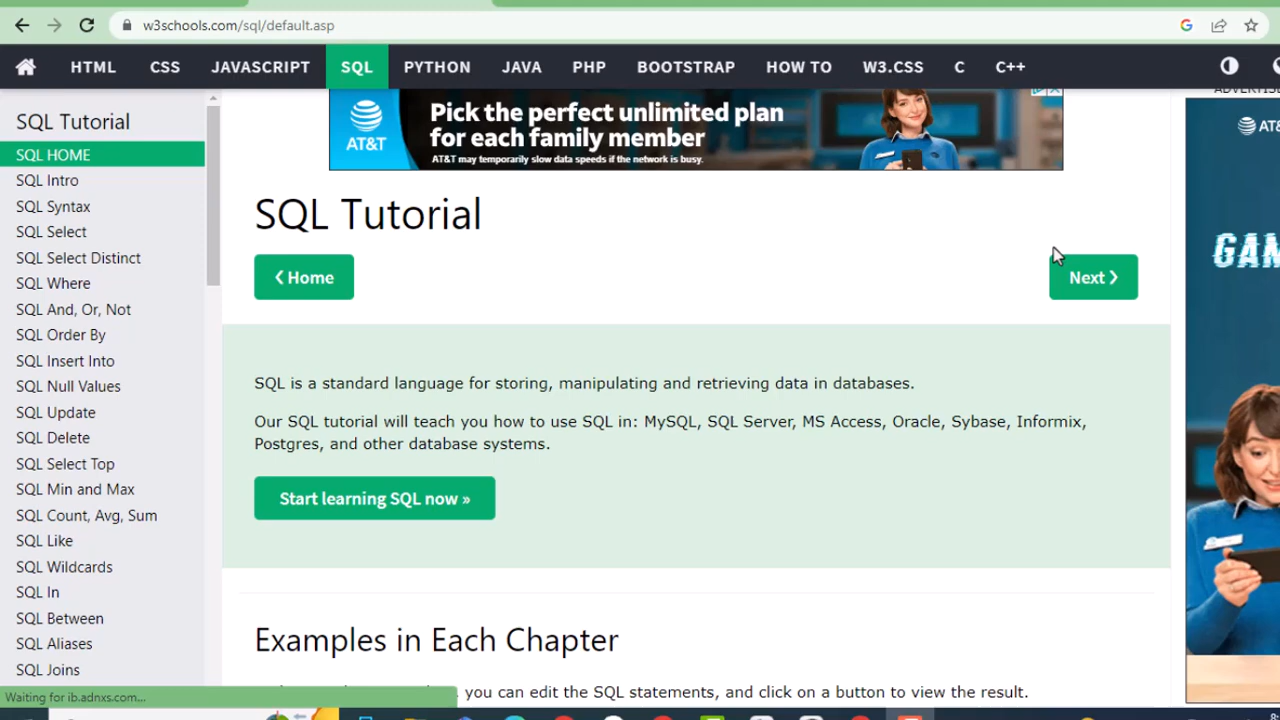 w3schools.com/sql/default.asp
HTML CSS JAVASCRIPT SQL PYTHON JAVA PHP BOOTSTRAP HOW TO W3.CSS C C++
SQL Tutorial
SQL HOME
SQL Intro
SQL Syntax
SQL Select
SQL Select Distinct
SQL Where
SQL And, Or, Not
SQL Order By
SQL Insert Into
SQL Null Values
SQL Update
SQL Delete
SQL Select Top
SQL Min and Max
SQL Count, Avg, Sum
SQL Like
SQL Wildcards
SQL In
SQL Between
SQL Aliases
SQL Joins
Waiting for ib.adnxs.com...
AT&T
Pick the perfect unlimited plan
for each family member
AT&T may temporarily slow data speeds if the network is busy.
SQL Tutorial
❮ Home
Next ❯
SQL is a standard language for storing, manipulating and retrieving data in databases.
Our SQL tutorial will teach you how to use SQL in: MySQL, SQL Server, MS Access, Oracle, Sybase, Informix,
Postgres, and other database systems.
Start learning SQL now »
Examples in Each Chapter
you can edit the SQL statements, and click on a button to view the result.